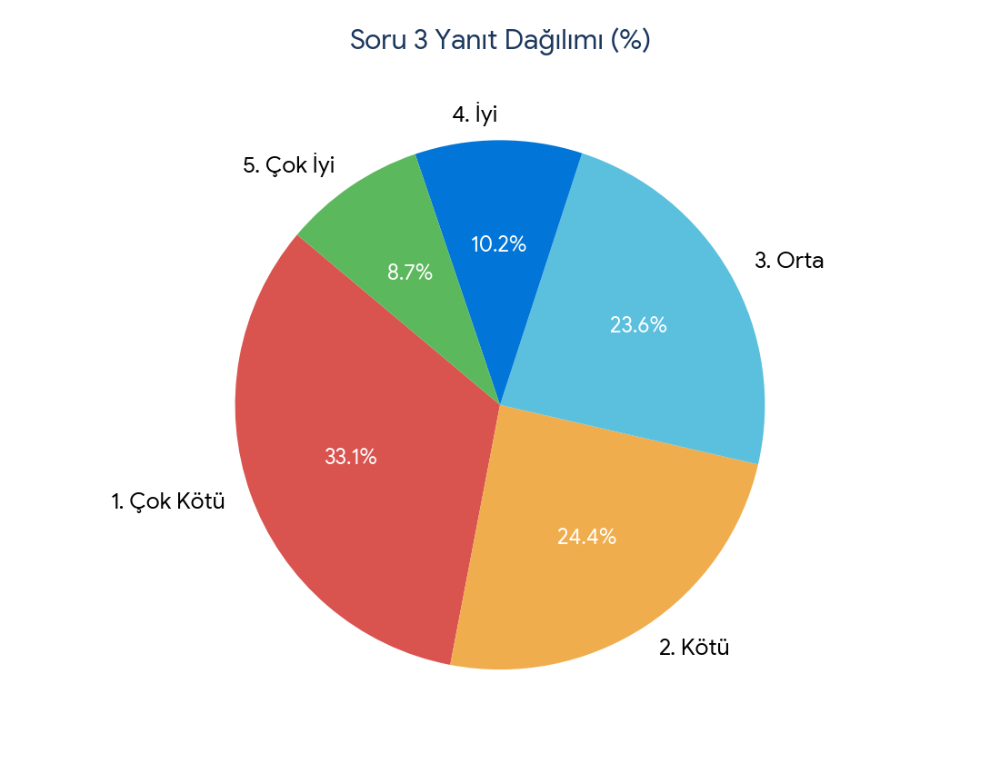 Soru 3 Yanıt Dağılımı (%)
4. İyi
5. Çok İyi
10.2%
3. Orta
8.7%
23.6%
33.1%
1. Çok Kötü
24.4%
2. Kötü